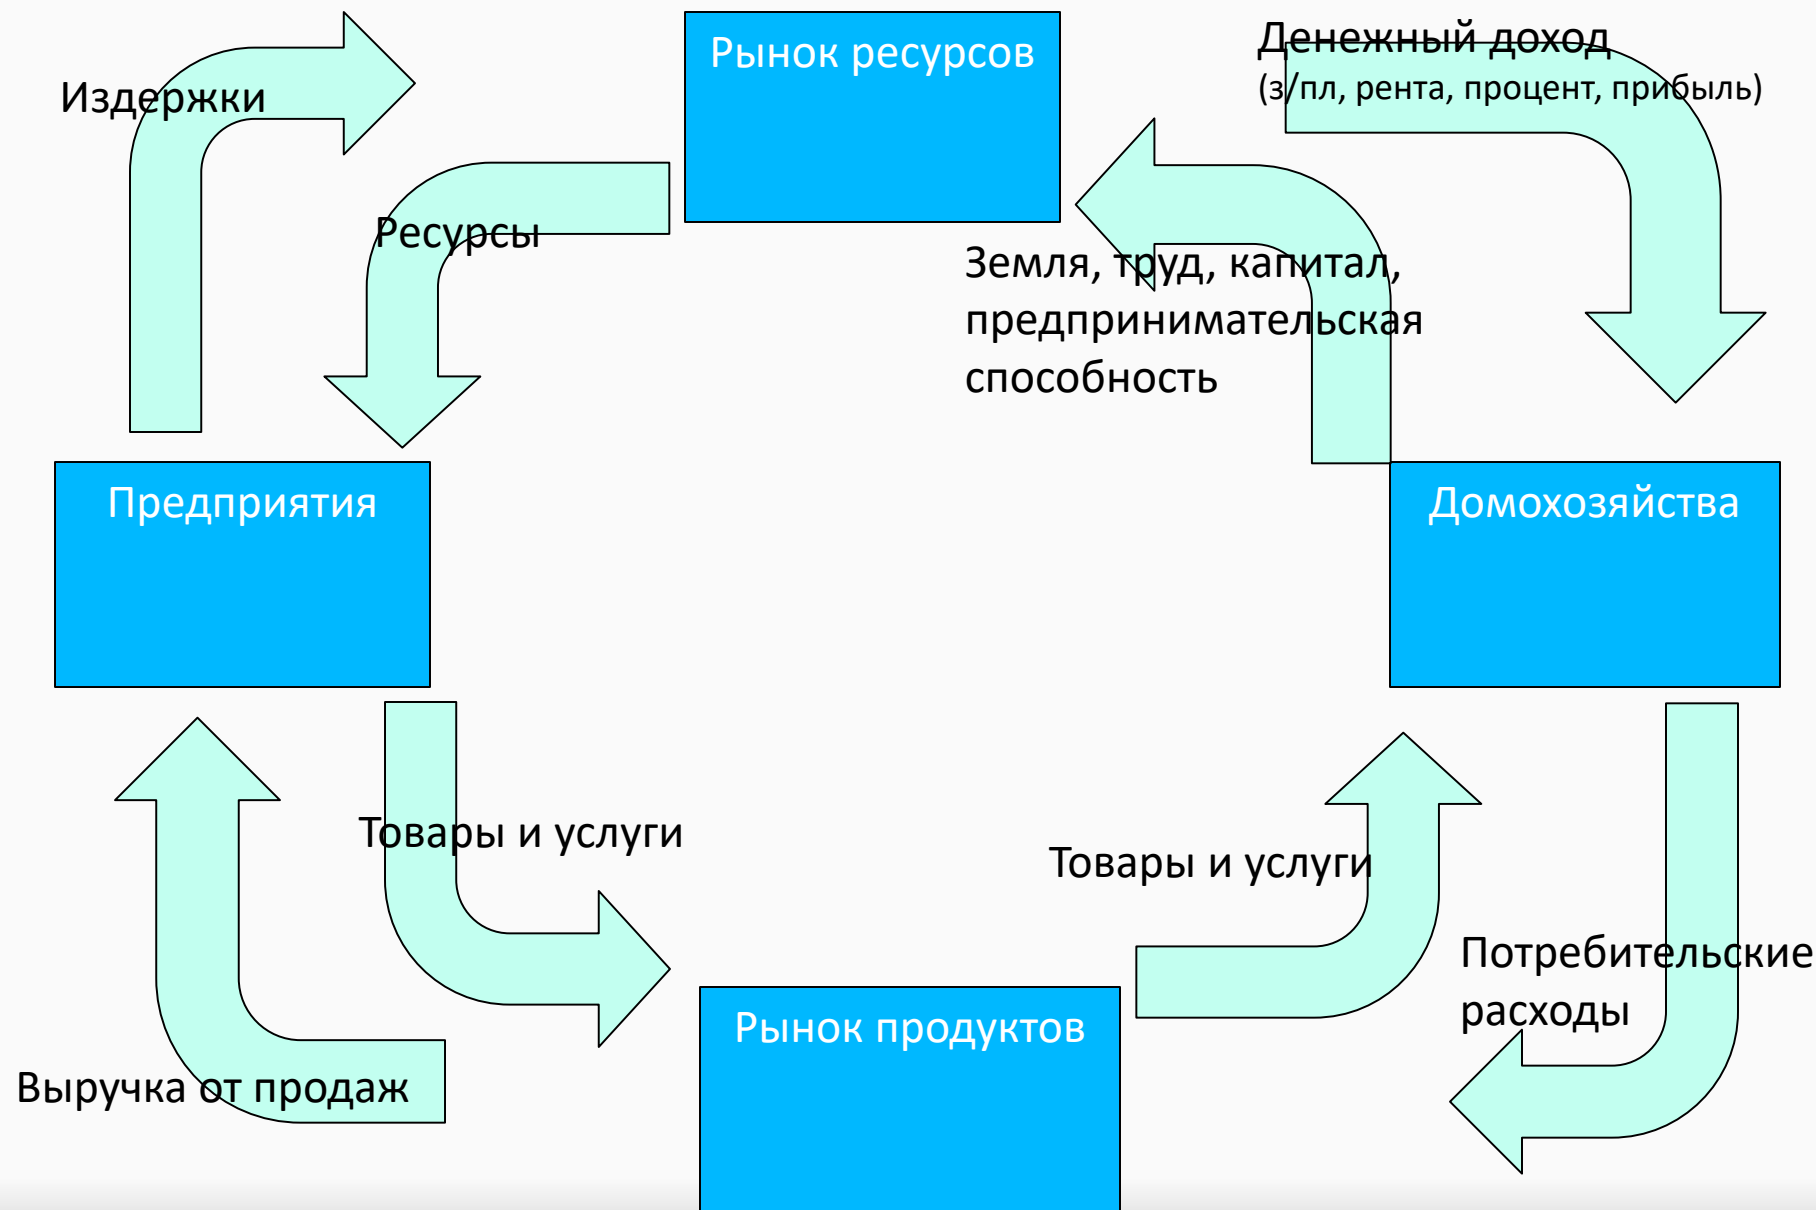 Рынок ресурсов
Денежный доход
(з/пл, рента, процент, прибыль)
Издержки
Ресурсы
Земля, труд, капитал,
предпринимательская
способность
Предприятия
Домохозяйства
Товары и услуги
Товары и услуги
Потребительские
расходы
Рынок продуктов
Выручка от продаж